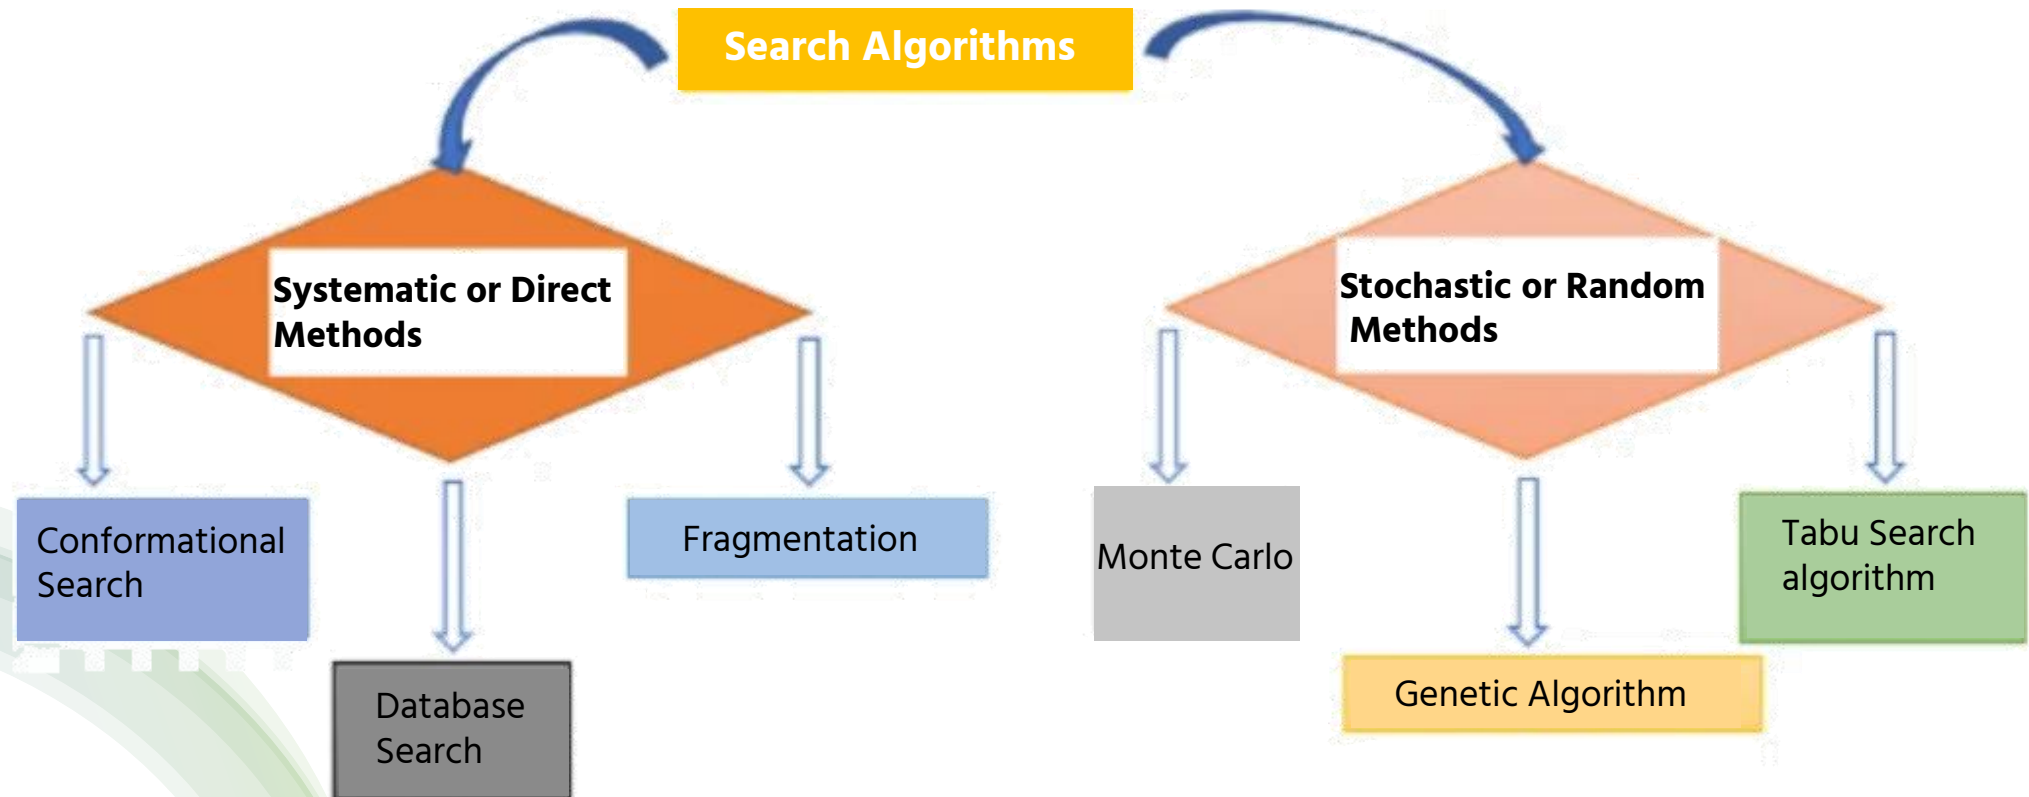 Search Algorithms
Systematic or Direct
Methods
Stochastic or Random
Methods
Conformational
Search
Database
Search
Fragmentation
Monte Carlo
Genetic Algorithm
Tabu Search
algorithm